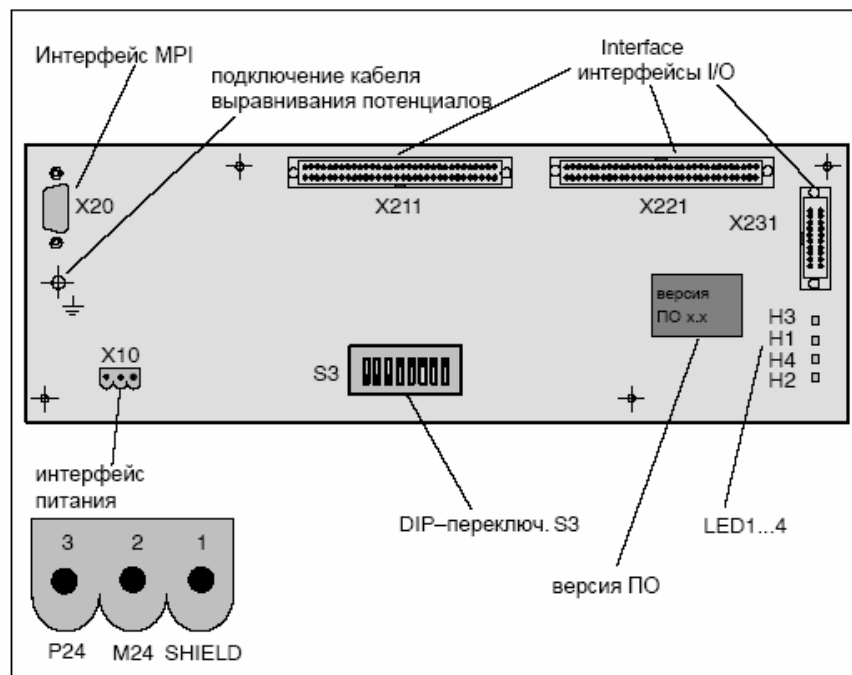 Интерфейс MPI
подключение кабеля
выравнивания потенциалов
Interface
интерфейсы I/O
X20
X211
X221
X231
версия
ПО x.x
H3
H1
H4
H2
X10
S3
интерфейс
питания
DIP–переключ. S3
LED1...4
версия ПО
3 2 1
P24 M24 SHIELD